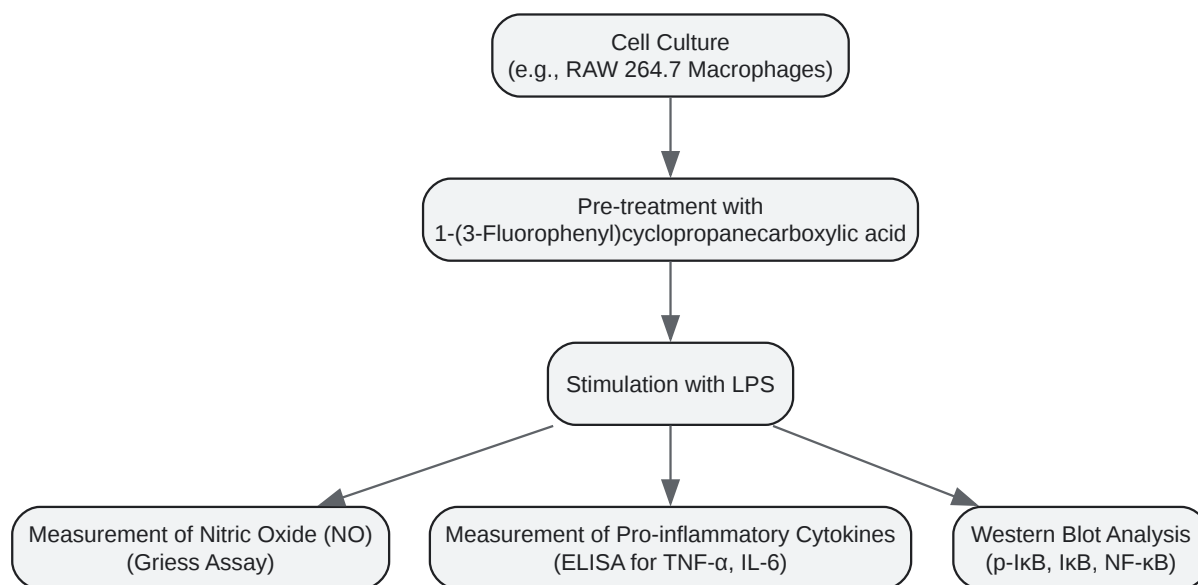 Cell Culture
(e.g., RAW 264.7 Macrophages)
Pre-treatment with
1-(3-Fluorophenyl)cyclopropanecarboxylic acid
Stimulation with LPS
Measurement of Nitric Oxide (NO)
(Griess Assay)
Measurement of Pro-inflammatory Cytokines
(ELISA for TNF-α, IL-6)
Western Blot Analysis
(p-IκB, IκB, NF-κB)